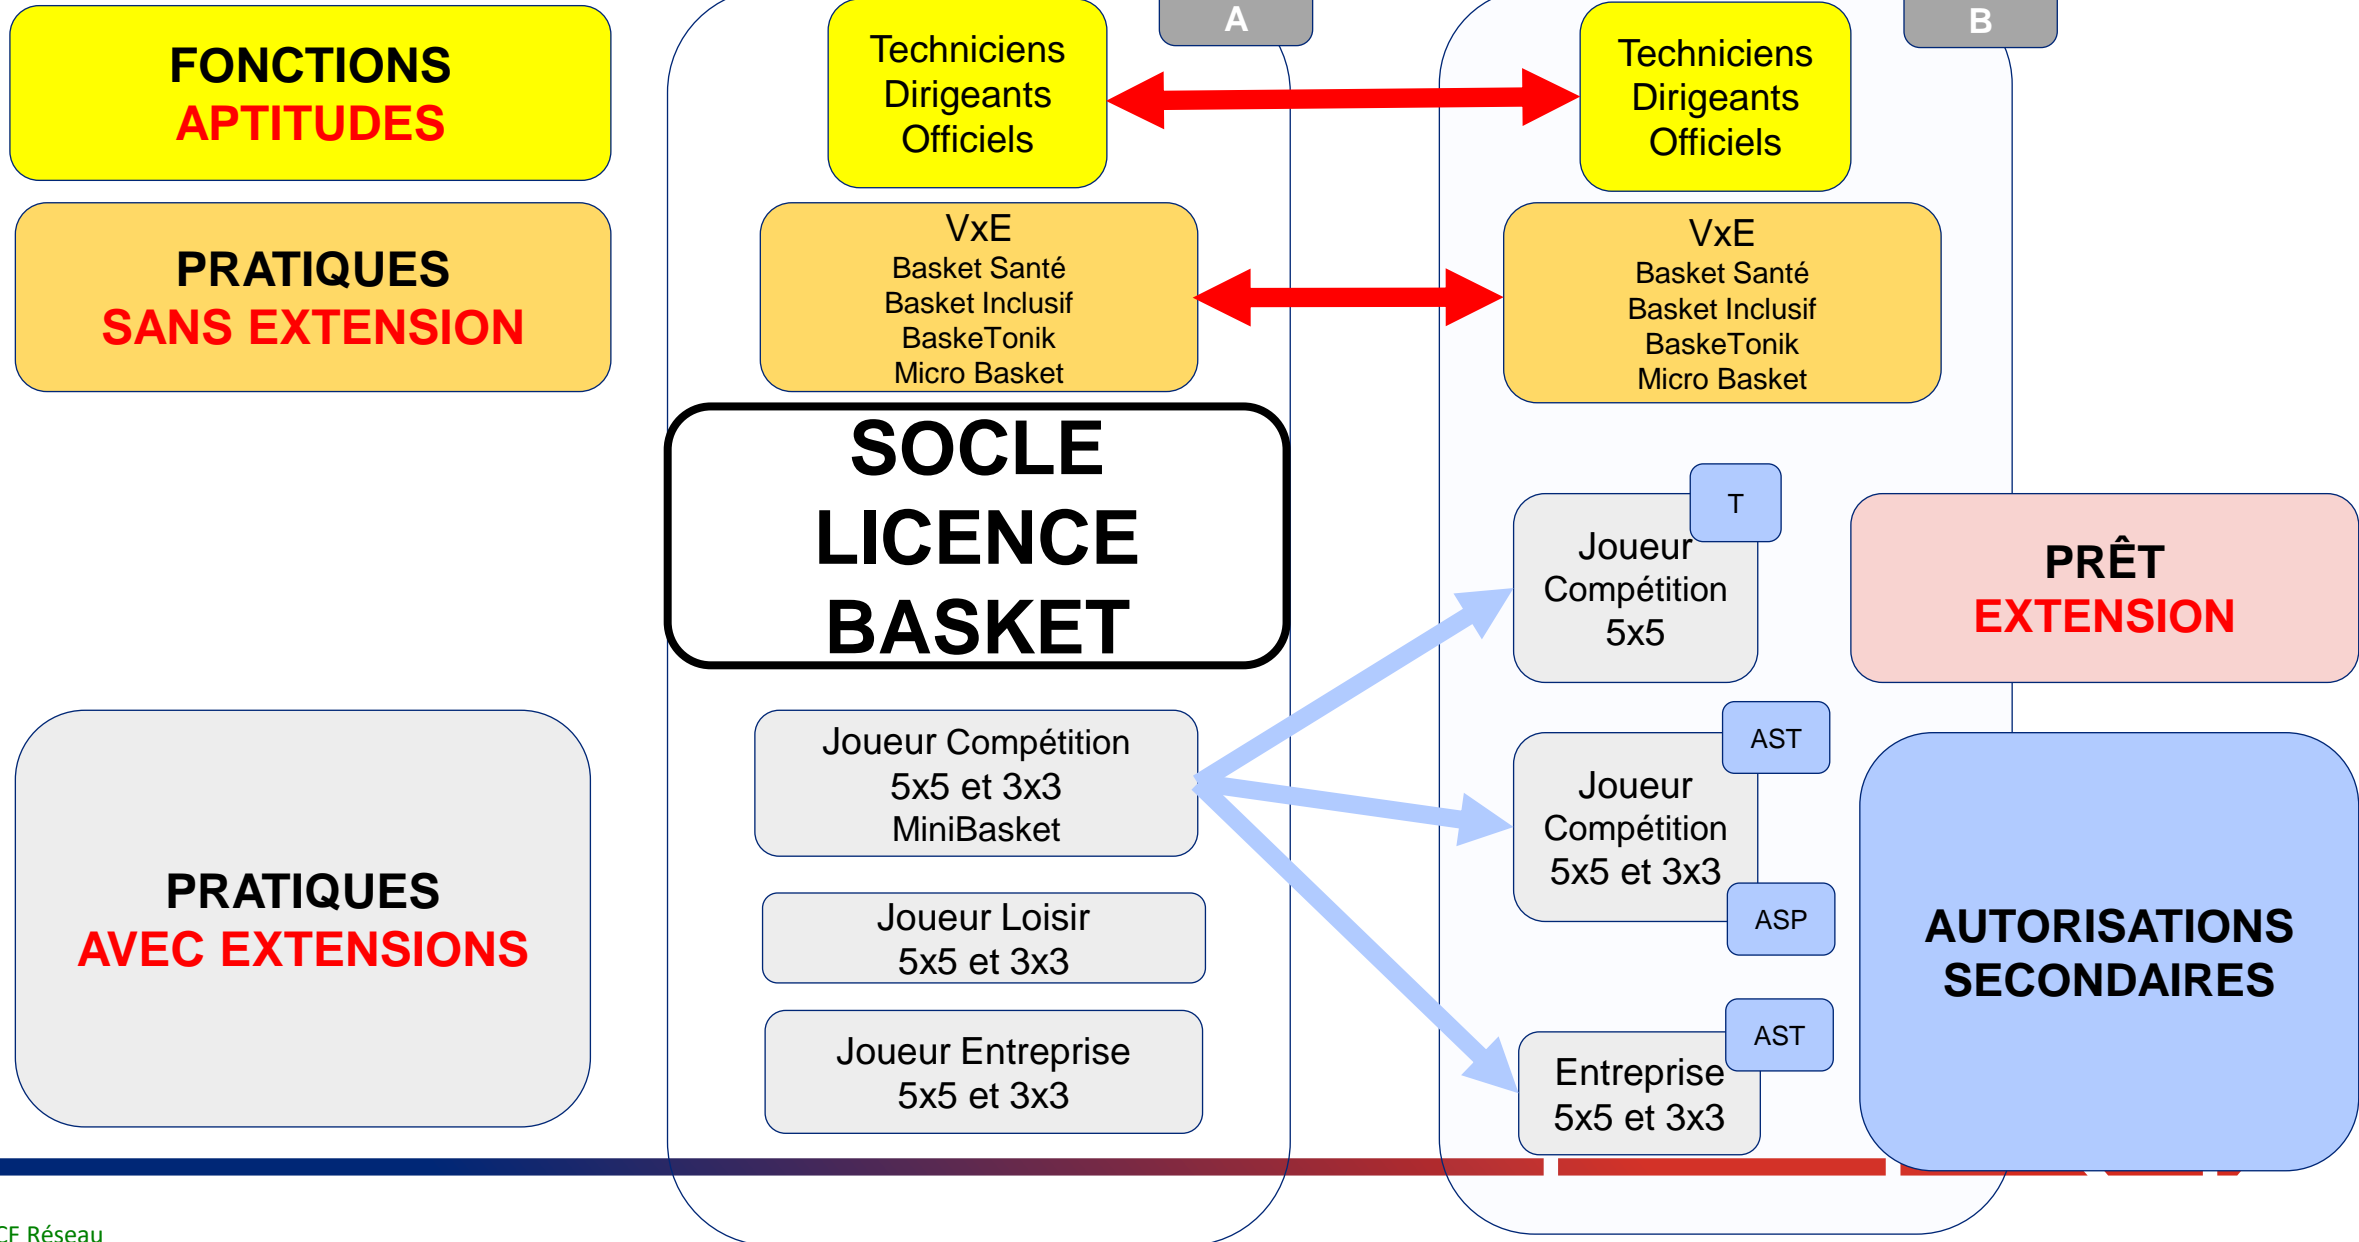 A
B
FONCTIONS
APTITUDES
Techniciens
Dirigeants
Officiels
Techniciens
Dirigeants
Officiels
PRATIQUES
SANS EXTENSION
VxE
Basket Santé
Basket Inclusif
BaskeTonik
Micro Basket
VxE
Basket Santé
Basket Inclusif
BaskeTonik
Micro Basket
SOCLE
LICENCE
BASKET
T
Joueur
Compétition
5x5
PRÊT
EXTENSION
PRATIQUES
AVEC EXTENSIONS
Joueur Compétition
5x5 et 3x3
MiniBasket
Joueur Loisir
5x5 et 3x3
Joueur Entreprise
5x5 et 3x3
AST
Joueur
Compétition
5x5 et 3x3
ASP
AST
Entreprise
5x5 et 3x3
AUTORISATIONS
SECONDAIRES
Réseau